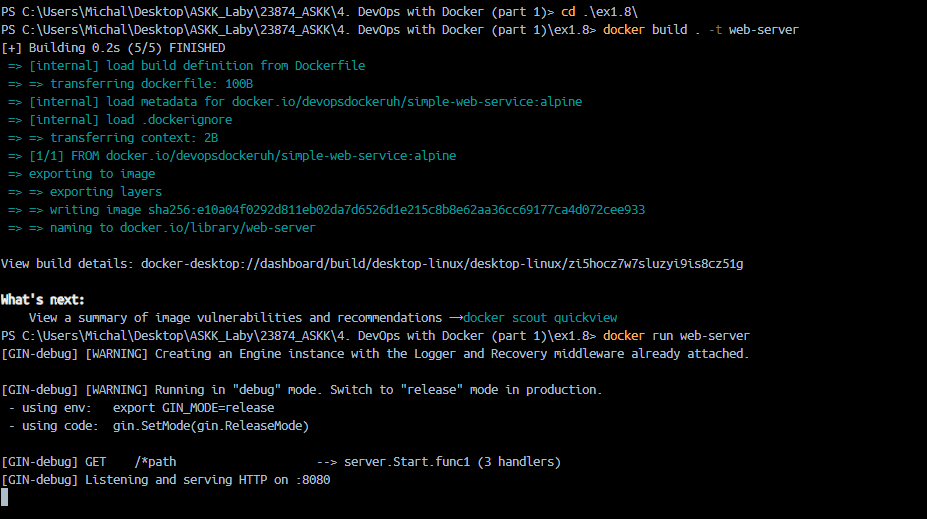 PS C:\Users\Michal\Desktop\ASKK_Laby\23874_ASKK\4. DevOps with Docker (part 1)> cd .\ex1.8\
PS C:\Users\Michal\Desktop\ASKK_Laby\23874_ASKK\4. DevOps with Docker (part 1)\ex1.8> docker build . -t web-server
[+] Building 0.2s (5/5) FINISHED
=> [internal] load build definition from Dockerfile
=> => transferring dockerfile: 100B
=> [internal] load metadata for docker.io/devopsdockeruh/simple-web-service:alpine
=> [internal] load .dockerignore
=> => transferring context: 2B
=> [1/1] FROM docker.io/devopsdockeruh/simple-web-service:alpine
=> exporting to image
=> => exporting layers
=> => writing image sha256:e10a04f0292d811eb02da7d6526d1e215c8b8e62aa36cc69177ca4d072cee933
=> => naming to docker.io/library/web-server
View build details: docker-desktop://dashboard/build/desktop-linux/desktop-linux/zi5hocz7w7sluzyi9is8cz51g
What's next:
View a summary of image vulnerabilities and recommendations → docker scout quickview
PS C:\Users\Michal\Desktop\ASKK_Laby\23874_ASKK\4. DevOps with Docker (part 1)\ex1.8> docker run web-server
[GIN-debug] [WARNING] Creating an Engine instance with the Logger and Recovery middleware already attached.
[GIN-debug] [WARNING] Running in "debug" mode. Switch to "release" mode in production.
- using env:   export GIN_MODE=release
- using code:  gin.SetMode(gin.ReleaseMode)
[GIN-debug] GET    /*path                    --> server.Start.func1 (3 handlers)
[GIN-debug] Listening and serving HTTP on :8080